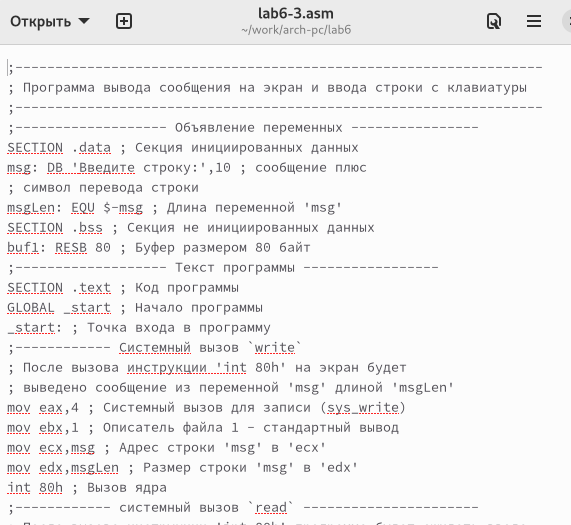 Открыть
lab6-3.asm
~/work/arch-pc/lab6
;------------------------------------------------------------------
; Программа вывода сообщения на экран и ввода строки с клавиатуры
;------------------------------------------------------------------
;------------------- Объявление переменных ----------------
SECTION .data ; Секция инициированных данных
msg: DB 'Введите строку:',10 ; сообщение плюс
; символ перевода строки
msgLen: EQU $-msg ; Длина переменной 'msg'
SECTION .bss ; Секция не инициированных данных
buf1: RESB 80 ; Буфер размером 80 байт
;------------------- Текст программы -----------------
SECTION .text ; Код программы
GLOBAL _start ; Начало программы
_start: ; Точка входа в программу
;------------ Системный вызов `write`
; После вызова инструкции 'int 80h' на экран будет
; выведено сообщение из переменной 'msg' длиной 'msgLen'
mov eax,4 ; Системный вызов для записи (sys_write)
mov ebx,1 ; Описатель файла 1 - стандартный вывод
mov ecx,msg ; Адрес строки 'msg' в 'ecx'
mov edx,msgLen ; Размер строки 'msg' в 'edx'
int 80h ; Вызов ядра
;------------ системный вызов `read` ----------------------